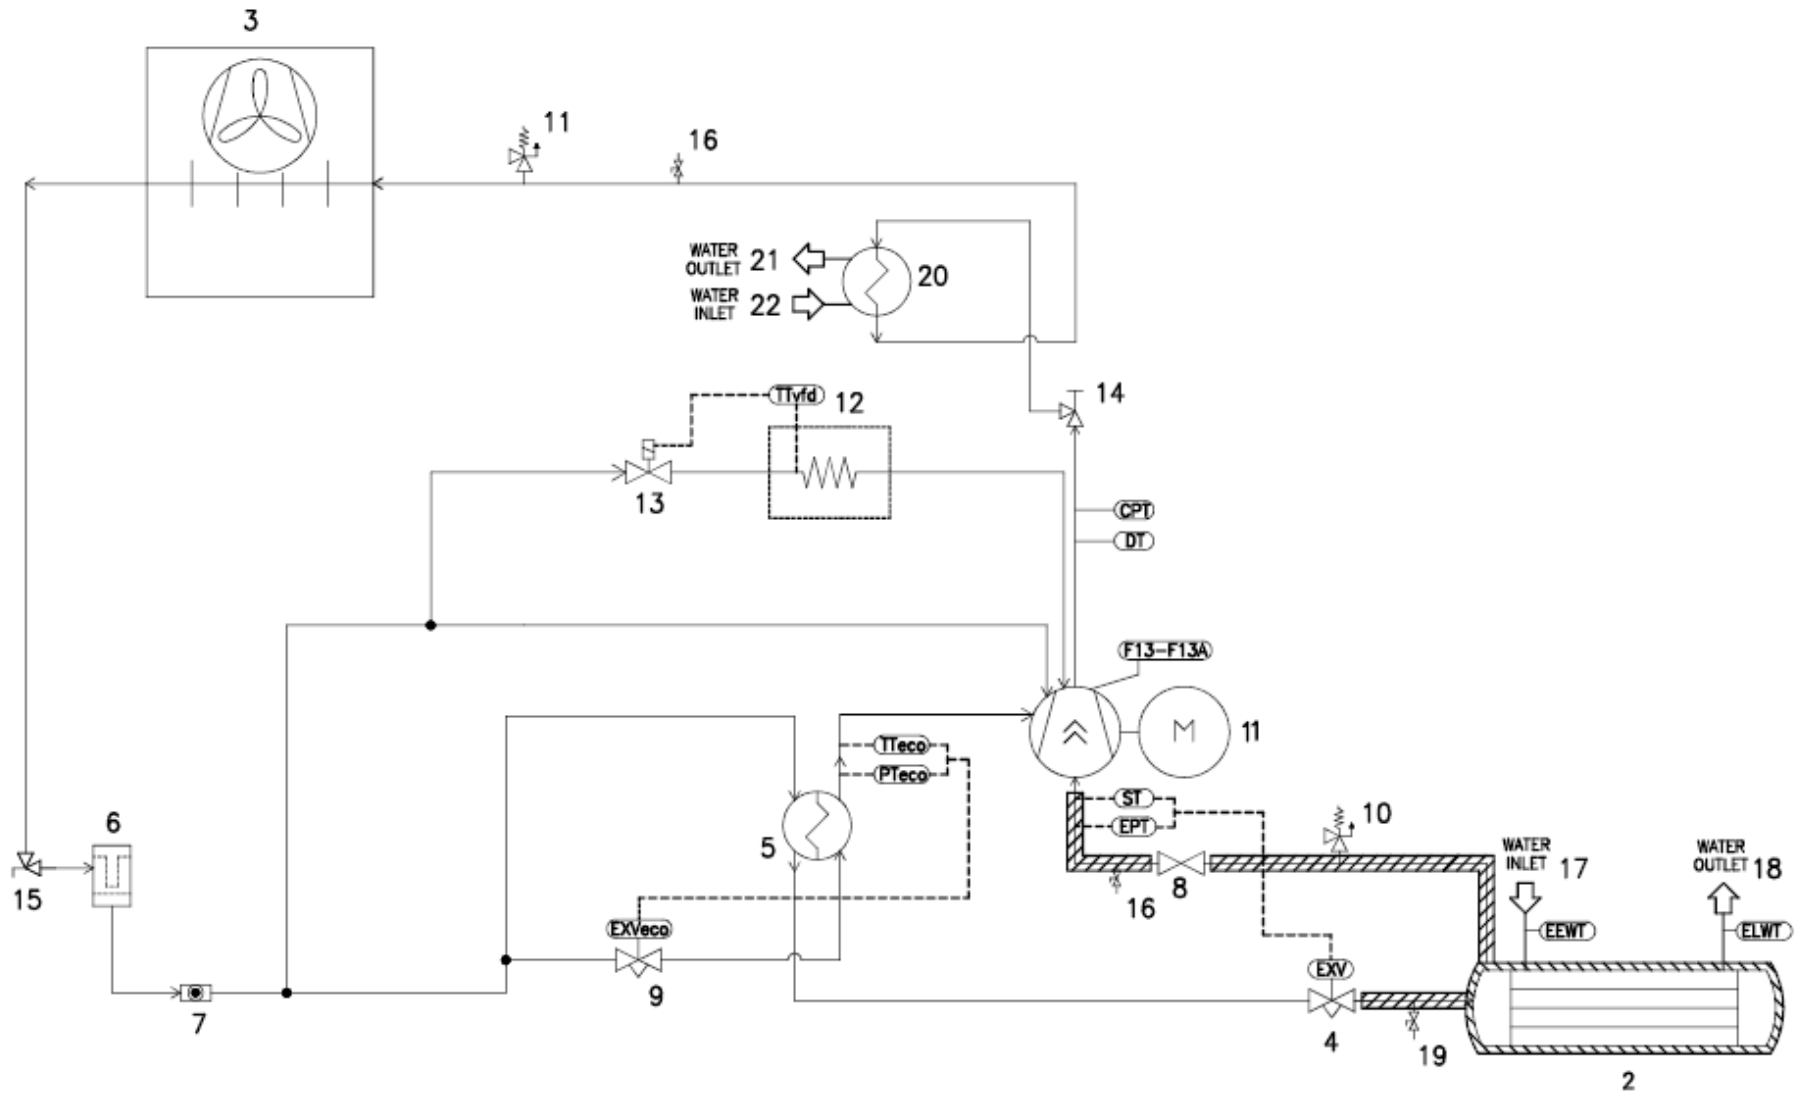 3
11
16
WATER
OUTLET 21
WATER
INLET 22
20
14
TTvfd 12
13
CPT
DT
F13-F13A
M
11
TTeco
PTeco
ST
EPT
10
6
5
15
8
16
WATER
INLET 17
WATER
OUTLET 18
EEWT
ELWT
EXVeco
9
7
EXV
4
19
2